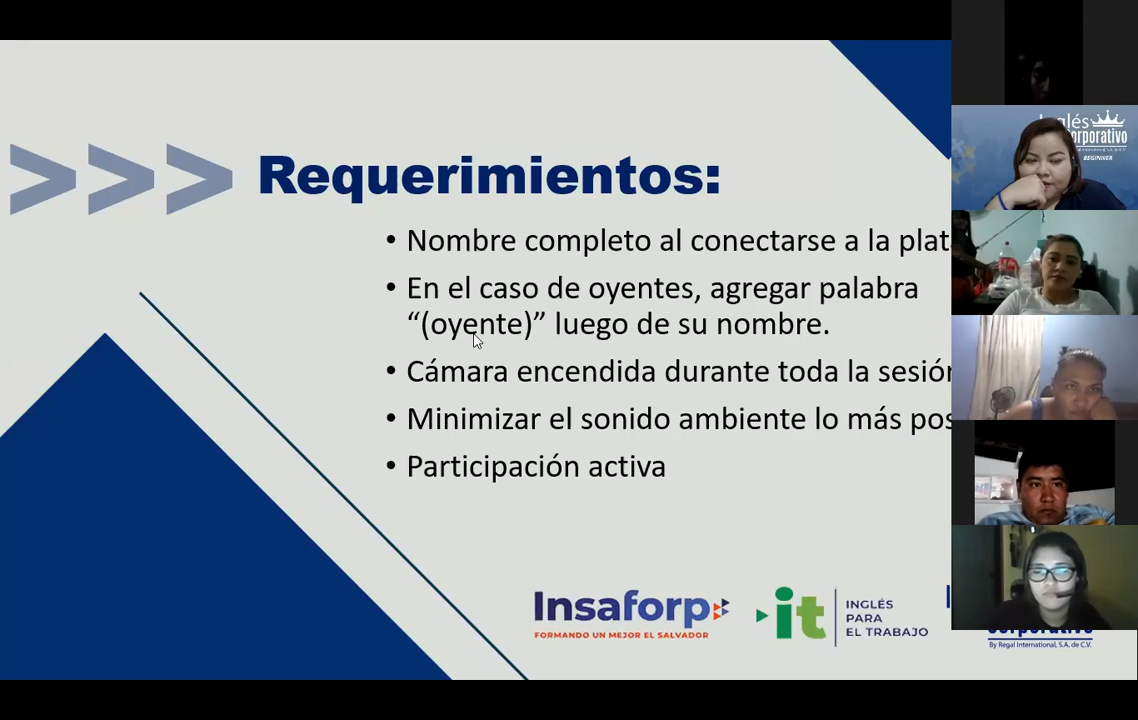 >>> Requerimientos:
• Nombre completo al conectarse a la plat
• En el caso de oyentes, agregar palabra
“(oyente)” luego de su nombre.
• Cámara encendida durante toda la sesión
• Minimizar el sonido ambiente lo más pos
• Participación activa
Insaforp
FORMANDO UN MEJOR EL SALVADOR
it
INGLÉS
PARA
EL TRABAJO
corporativo
By Regal International, S.A. de C.V.
Inglés
corporativo
BEGINNER